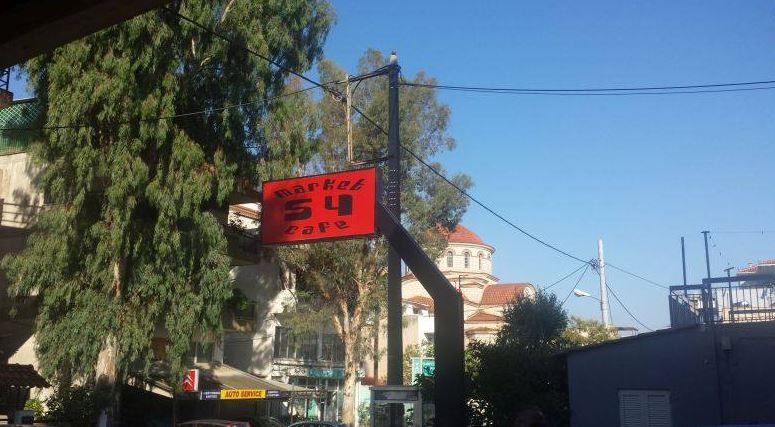 market
54
cafe
AUTO SERVICE